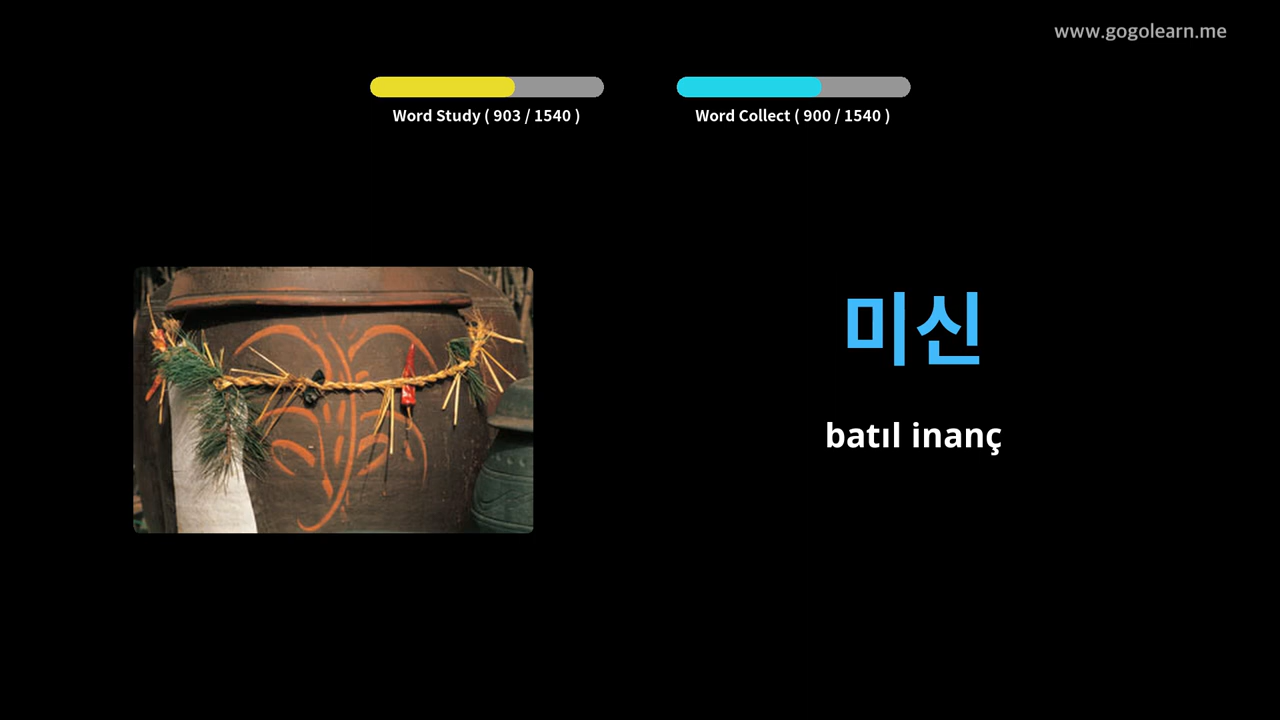 www.gogolearn.me
Word Study ( 903 / 1540 )
Word Collect ( 900 / 1540 )
미신
batıl inanç